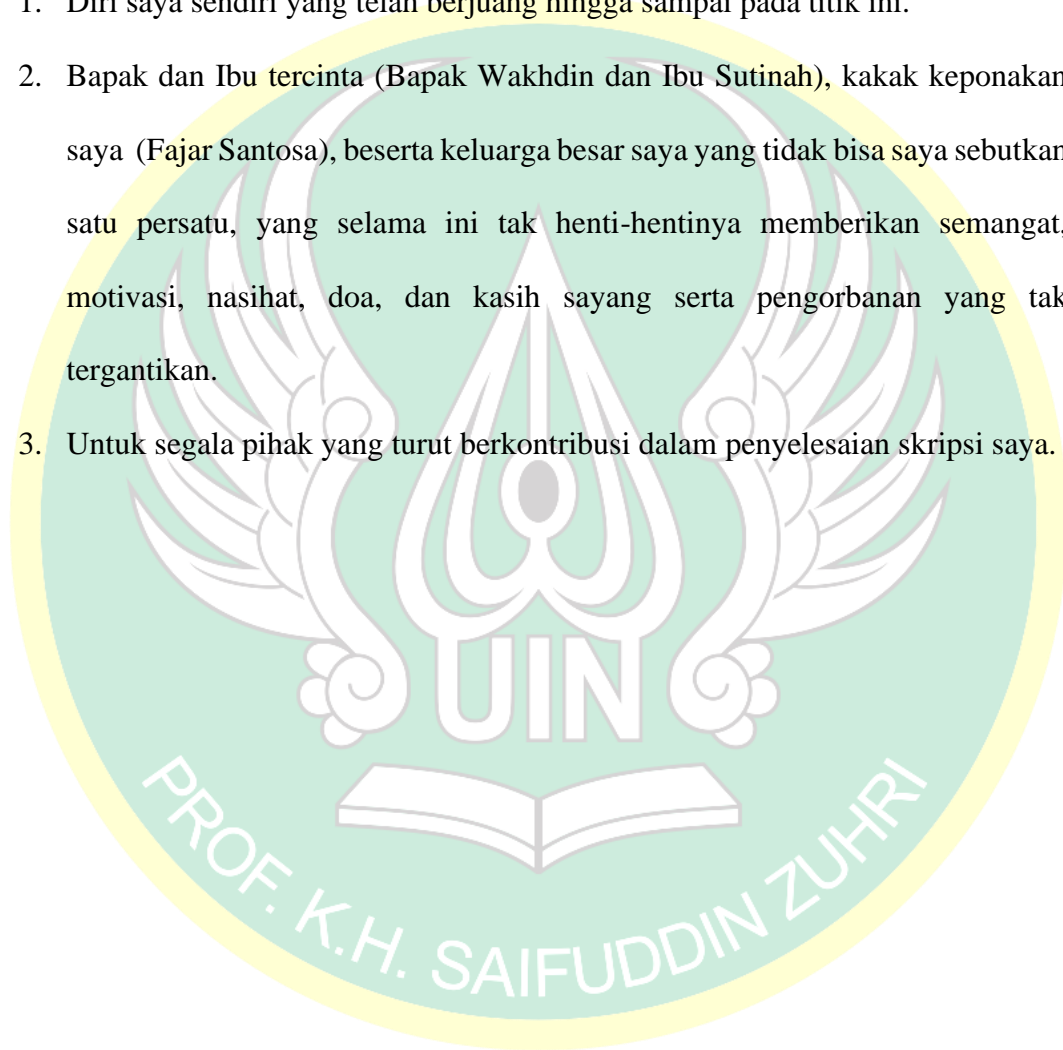 1. Diri saya sendiri yang telah berjuang hingga sampai pada titik ini.
2. Bapak dan Ibu tercinta (Bapak Wakhdin dan Ibu Sutinah), kakak keponakan
saya (Fajar Santosa), beserta keluarga besar saya yang tidak bisa saya sebutkan
satu persatu, yang selama ini tak henti-hentinya memberikan semangat,
motivasi, nasihat, doa, dan kasih sayang serta pengorbanan yang tak
tergantikan.
3. Untuk segala pihak yang turut berkontribusi dalam penyelesaian skripsi saya.
UIN
PROF. K.H. SAIFUDDIN ZUHRI